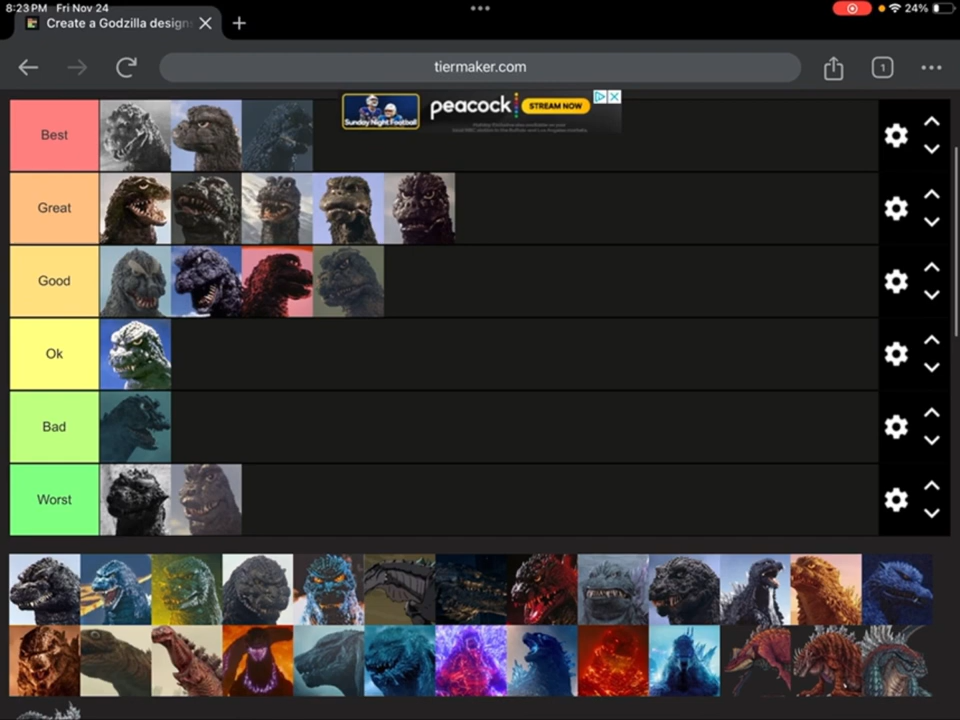 8:23 PM Fri Nov 24
24%
Create a Godzilla design
tiermaker.com
1
peacock
STREAM NOW
Sunday Night Football
Best
Great
Good
Ok
Bad
Worst